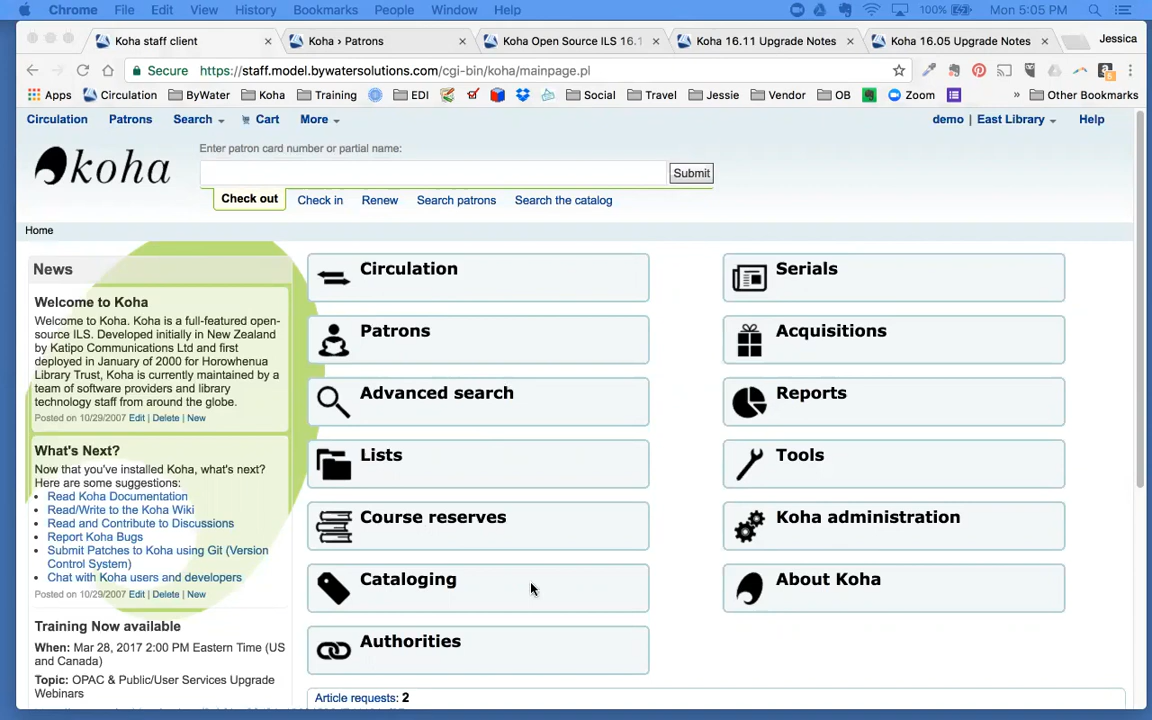 Chrome File Edit View History Bookmarks People Window Help 100% Mon 5:05 PM
Koha staff client × Koha › Patrons × Koha Open Source ILS 16.1 × Koha 16.11 Upgrade Notes × Koha 16.05 Upgrade Notes × Jessica
Secure https://staff.model.bywatersolutions.com/cgi-bin/koha/mainpage.pl
Apps Circulation ByWater Koha Training EDI Social Travel Jessie Vendor OB Zoom » Other Bookmarks
Circulation Patrons Search Cart More demo | East Library Help
Enter patron card number or partial name:
koha
Submit
Check out Check in Renew Search patrons Search the catalog
Home
News
Welcome to Koha
Welcome to Koha. Koha is a full-featured open-
source ILS. Developed initially in New Zealand
by Katipo Communications Ltd and first
deployed in January of 2000 for Horowhenua
Library Trust, Koha is currently maintained by a
team of software providers and library
technology staff from around the globe.
Posted on 10/29/2007 Edit | Delete | New
What's Next?
Now that you've installed Koha, what's next?
Here are some suggestions:
• Read Koha Documentation
• Read/Write to the Koha Wiki
• Read and Contribute to Discussions
• Report Koha Bugs
• Submit Patches to Koha using Git (Version
Control System)
• Chat with Koha users and developers
Posted on 10/29/2007 Edit | Delete | New
Training Now available
When: Mar 28, 2017 2:00 PM Eastern Time (US
and Canada)
Topic: OPAC & Public/User Services Upgrade
Webinars
Circulation
Patrons
Advanced search
Lists
Course reserves
Cataloging
Authorities
Serials
Acquisitions
Reports
Tools
Koha administration
About Koha
Article requests: 2